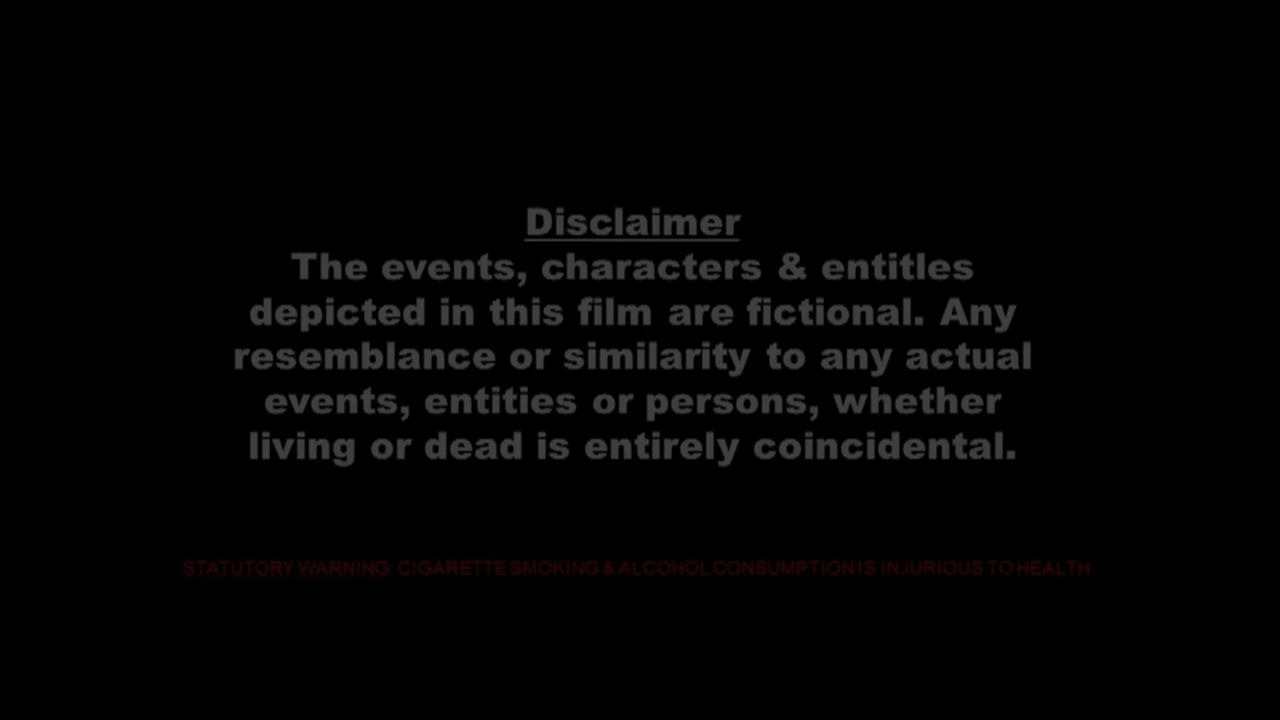 Disclaimer
The events, characters & entitles
depicted in this film are fictional. Any
resemblance or similarity to any actual
events, entities or persons, whether
living or dead is entirely coincidental.
STATUTORY WARNING: CIGARETTE SMOKING & ALCOHOL CONSUMPTION IS INJURIOUS TO HEALTH